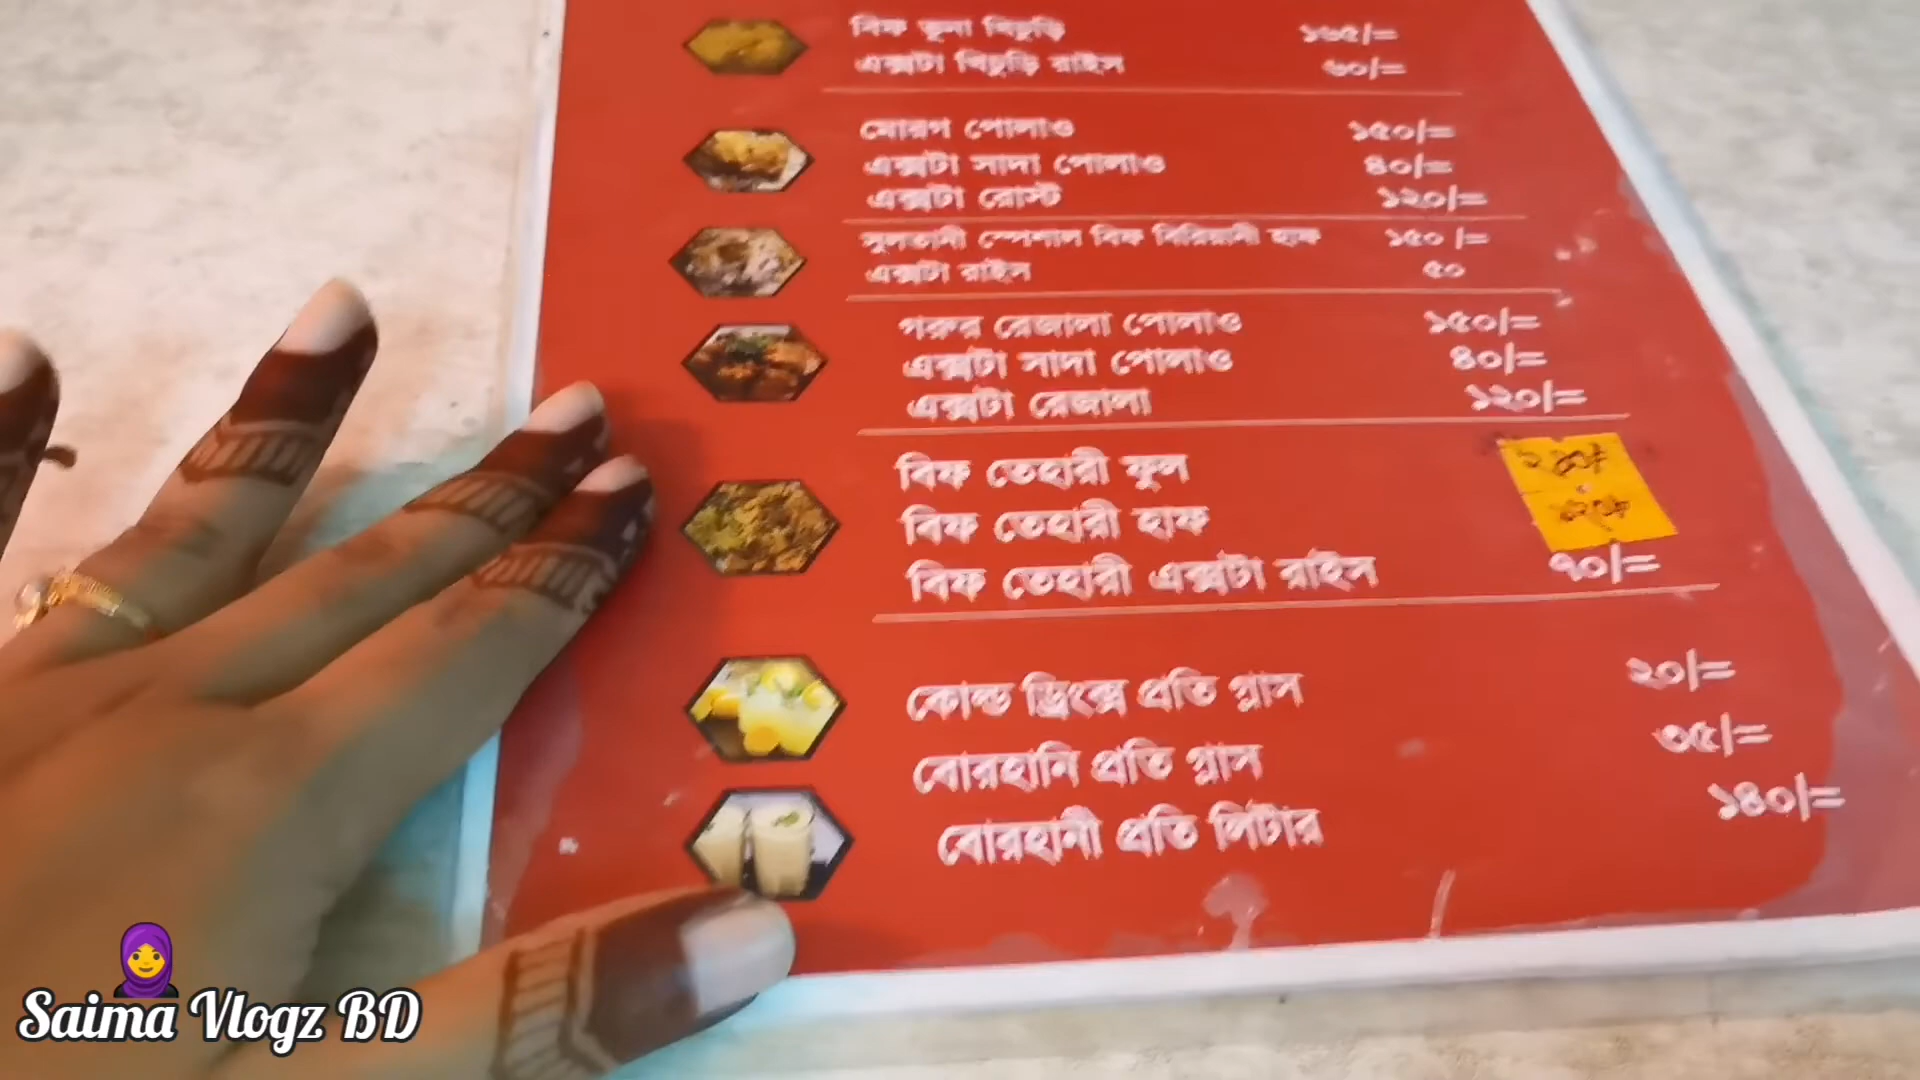 বিফ ভুনা খিচুড়ি ১৬৫/=
এক্সটা খিচুড়ি রাইস ৬০/=
মোরগ পোলাও ১৫০/=
এক্সটা সাদা পোলাও ৪০/=
এক্সটা রোস্ট ১২০/=
সুলতানী স্পেশাল বিফ বিরিয়ানী হাফ ১৫০ /=
এক্সটা রাইস ৫০
গরুর রেজালা পোলাও ১৫০/=
এক্সটা সাদা পোলাও ৪০/=
এক্সটা রেজালা ১২০/=
বিফ তেহারী ফুল
বিফ তেহারী হাফ
বিফ তেহারী এক্সটা রাইস ৭০/=
কোল্ড ড্রিংক্স প্রতি গ্লাস ২০/=
বোরহানি প্রতি গ্লাস ৩৫/=
বোরহানী প্রতি লিটার ১৪০/=
Saima Vlogz BD